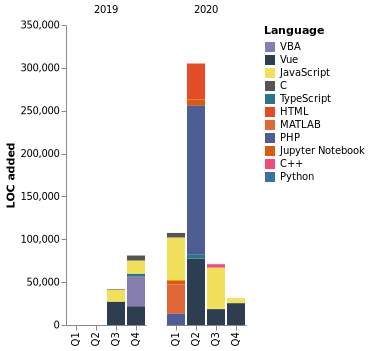 2019
2020
350,000
300,000
250,000
200,000
150,000
100,000
50,000
0
LOC added
Q1
Q2
Q3
Q4
Q1
Q2
Q3
Q4
Language
VBA
Vue
JavaScript
C
TypeScript
HTML
MATLAB
PHP
Jupyter Notebook
C++
Python